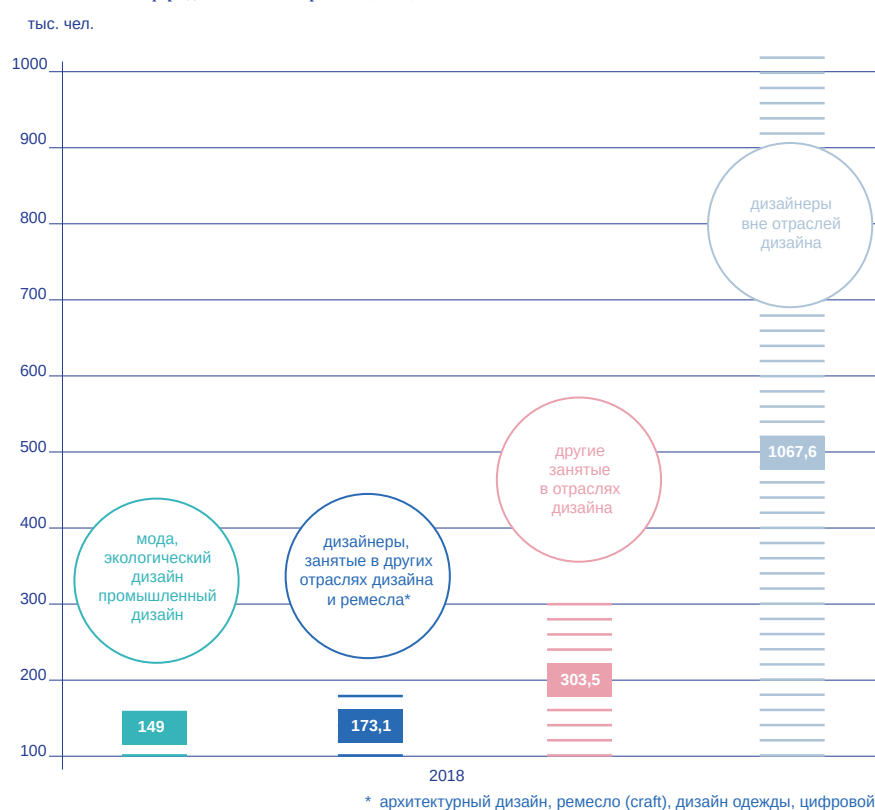 тыс. чел.
1000
900
800
700
600
500
400
300
200
100
дизайнеры
вне отраслей
дизайна
1067,6
другие
занятые
в отраслях
дизайна
303,5
мода,
экологический
дизайн
промышленный
дизайн
149
дизайнеры,
занятые в других
отраслях дизайна
и ремесла*
173,1
2018
* архитектурный дизайн, ремесло (craft), дизайн одежды, цифровой